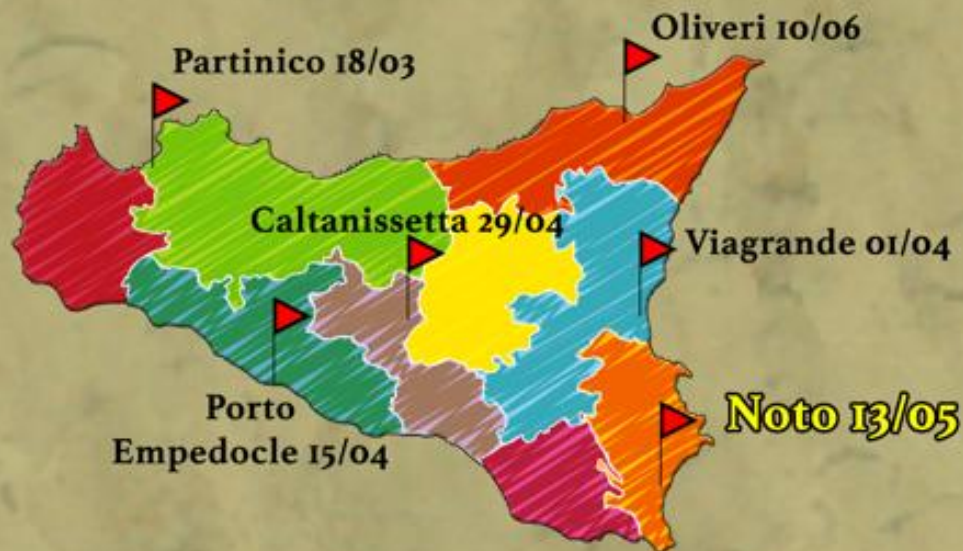 Oliveri 10/06
Partinico 18/03
Caltanissetta 29/04
Viagrande 01/04
Porto
Empedocle 15/04
Noto 13/05